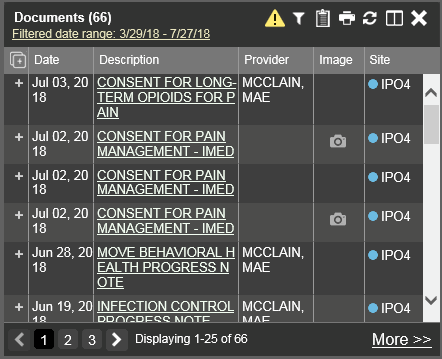 Documents (66)
Filtered date range: 3/29/18 - 7/27/18
Date Description Provider Image Site
Jul 03, 20 CONSENT FOR LONG- MCCLAIN, IPO4
18 TERM OPIOIDS FOR P MAE
AIN
Jul 02, 20 CONSENT FOR PAIN IPO4
18 MANAGEMENT - IMED
Jul 02, 20 CONSENT FOR PAIN IPO4
18 MANAGEMENT - IMED
Jul 02, 20 CONSENT FOR PAIN IPO4
18 MANAGEMENT - IMED
Jun 28, 20 MOVE BEHAVIORAL H MCCLAIN, IPO4
18 EALTH PROGRESS N MAE
OTE
Jun 19, 20 INFECTION CONTROL MCCLAIN, IPO4
18 PROGRESS NOTE MAE
1 2 3 Displaying 1-25 of 66 More >>